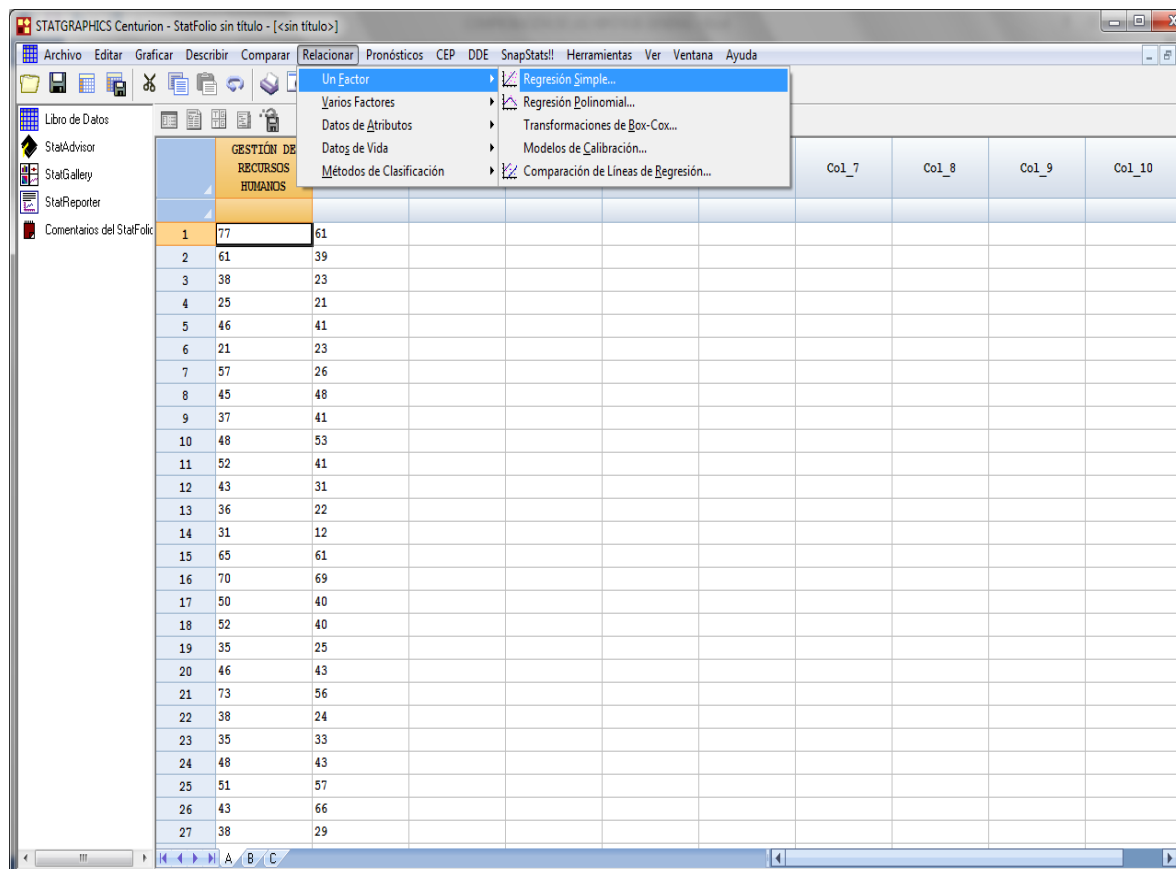 STATGRAPHICS Centurion - StatFolio sin título - [<sin título>]
Archivo Editar Graficar Describir Comparar Relacionar Pronósticos CEP DDE SnapStats!! Herramientas Ver Ventana Ayuda
Un Factor
Varios Factores
Datos de Atributos
Datos de Vida
Métodos de Clasificación
Regresión Simple...
Regresión Polinomial...
Transformaciones de Box-Cox...
Modelos de Calibración...
Comparación de Líneas de Regresión...
Libro de Datos
StatAdvisor
StatGallery
StatReporter
Comentarios del StatFolio
GESTIÓN DE
RECURSOS
HUMANOS
Col_7 Col_8 Col_9 Col_10
1 77 61
2 61 39
3 38 23
4 25 21
5 46 41
6 21 23
7 57 26
8 45 48
9 37 41
10 48 53
11 52 41
12 43 31
13 36 22
14 31 12
15 65 61
16 70 69
17 50 40
18 52 40
19 35 25
20 46 43
21 73 56
22 38 24
23 35 33
24 48 43
25 51 57
26 43 66
27 38 29
A B C